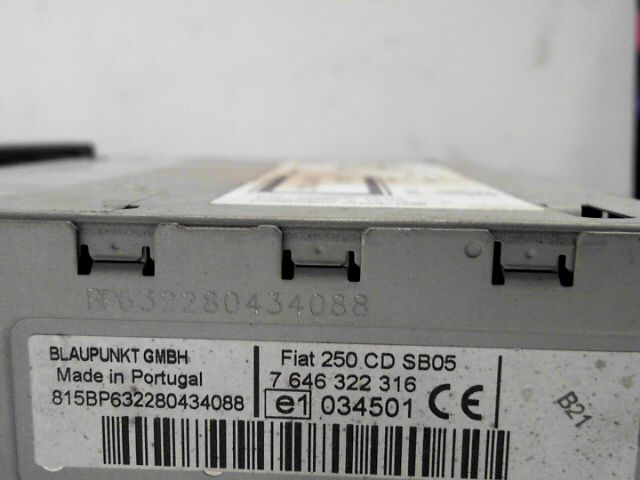 BP632280434088
BLAUPUNKT GMBH
Made in Portugal
815BP632280434088
Fiat 250 CD SB05
7 646 322 316
e1 034501 CE
B21